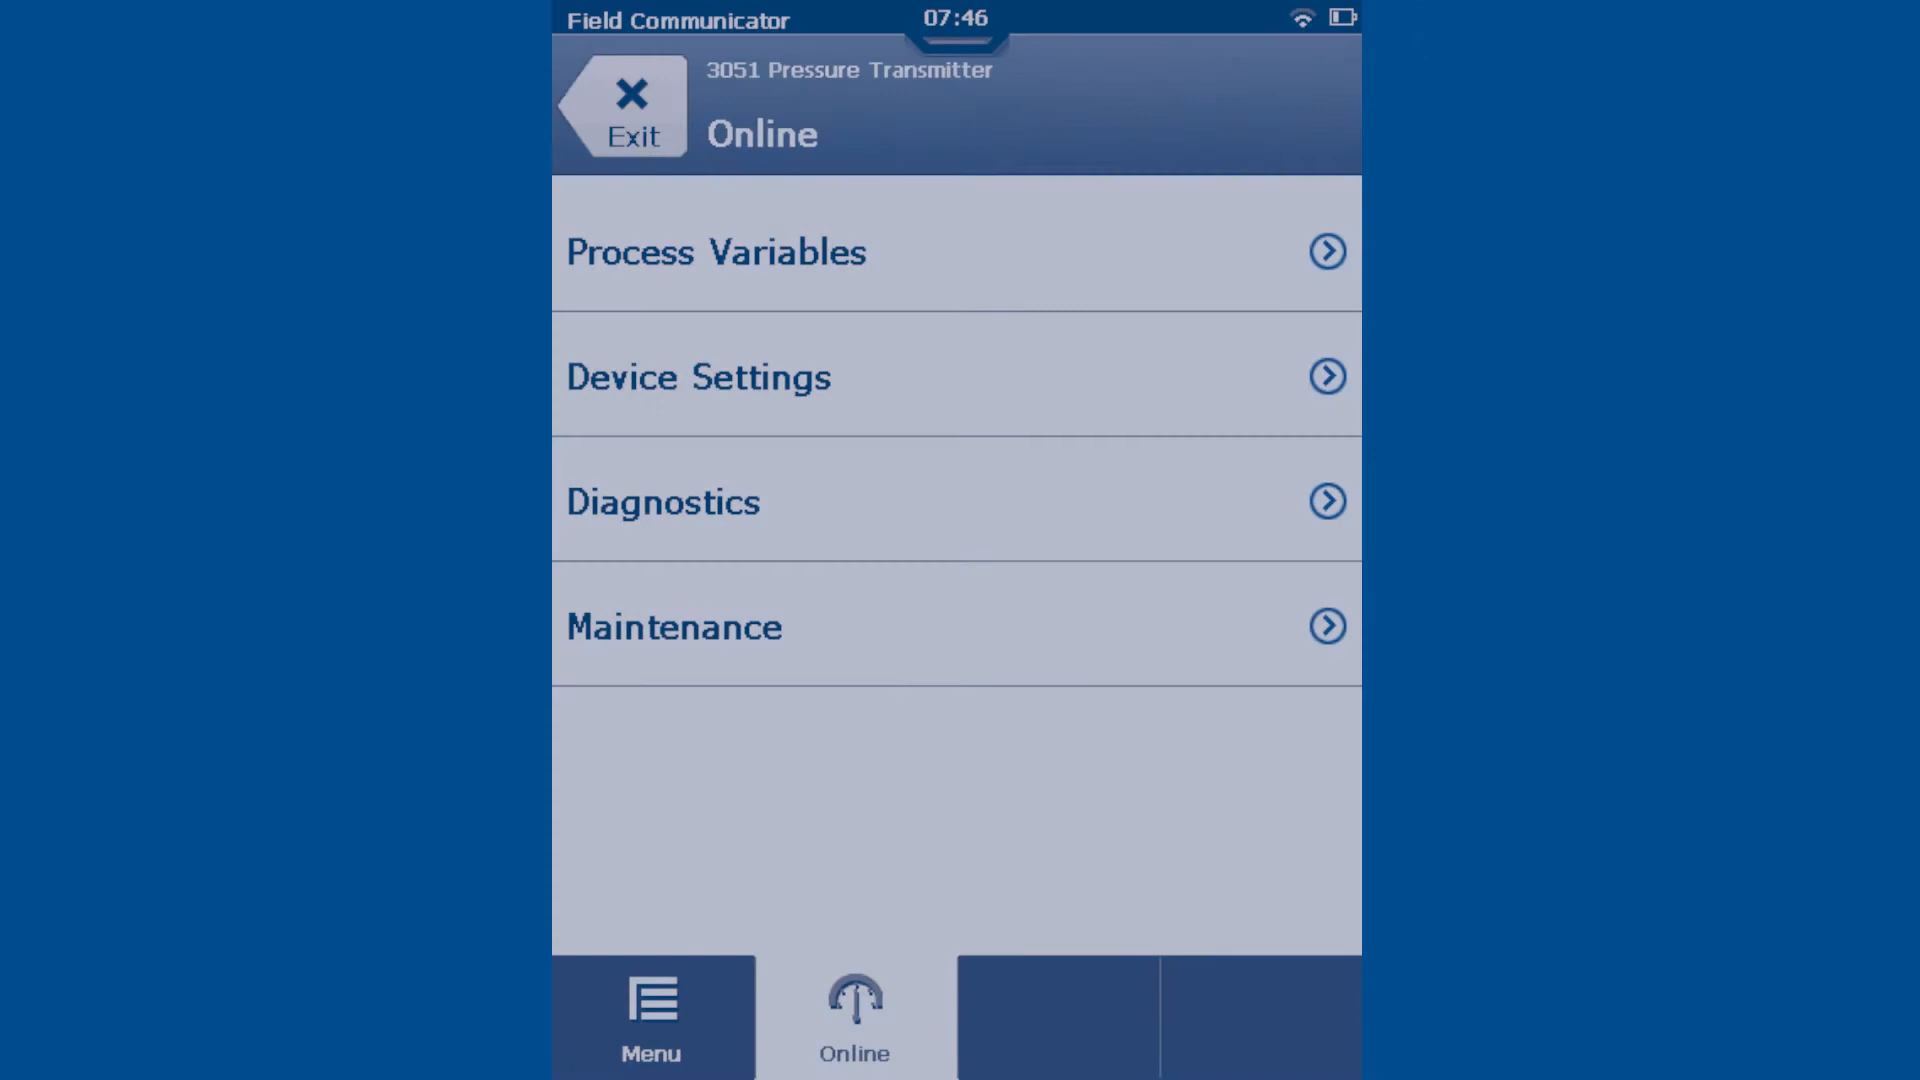 Field Communicator 07:46
3051 Pressure Transmitter
Exit
Online
Process Variables
Device Settings
Diagnostics
Maintenance
Menu
Online